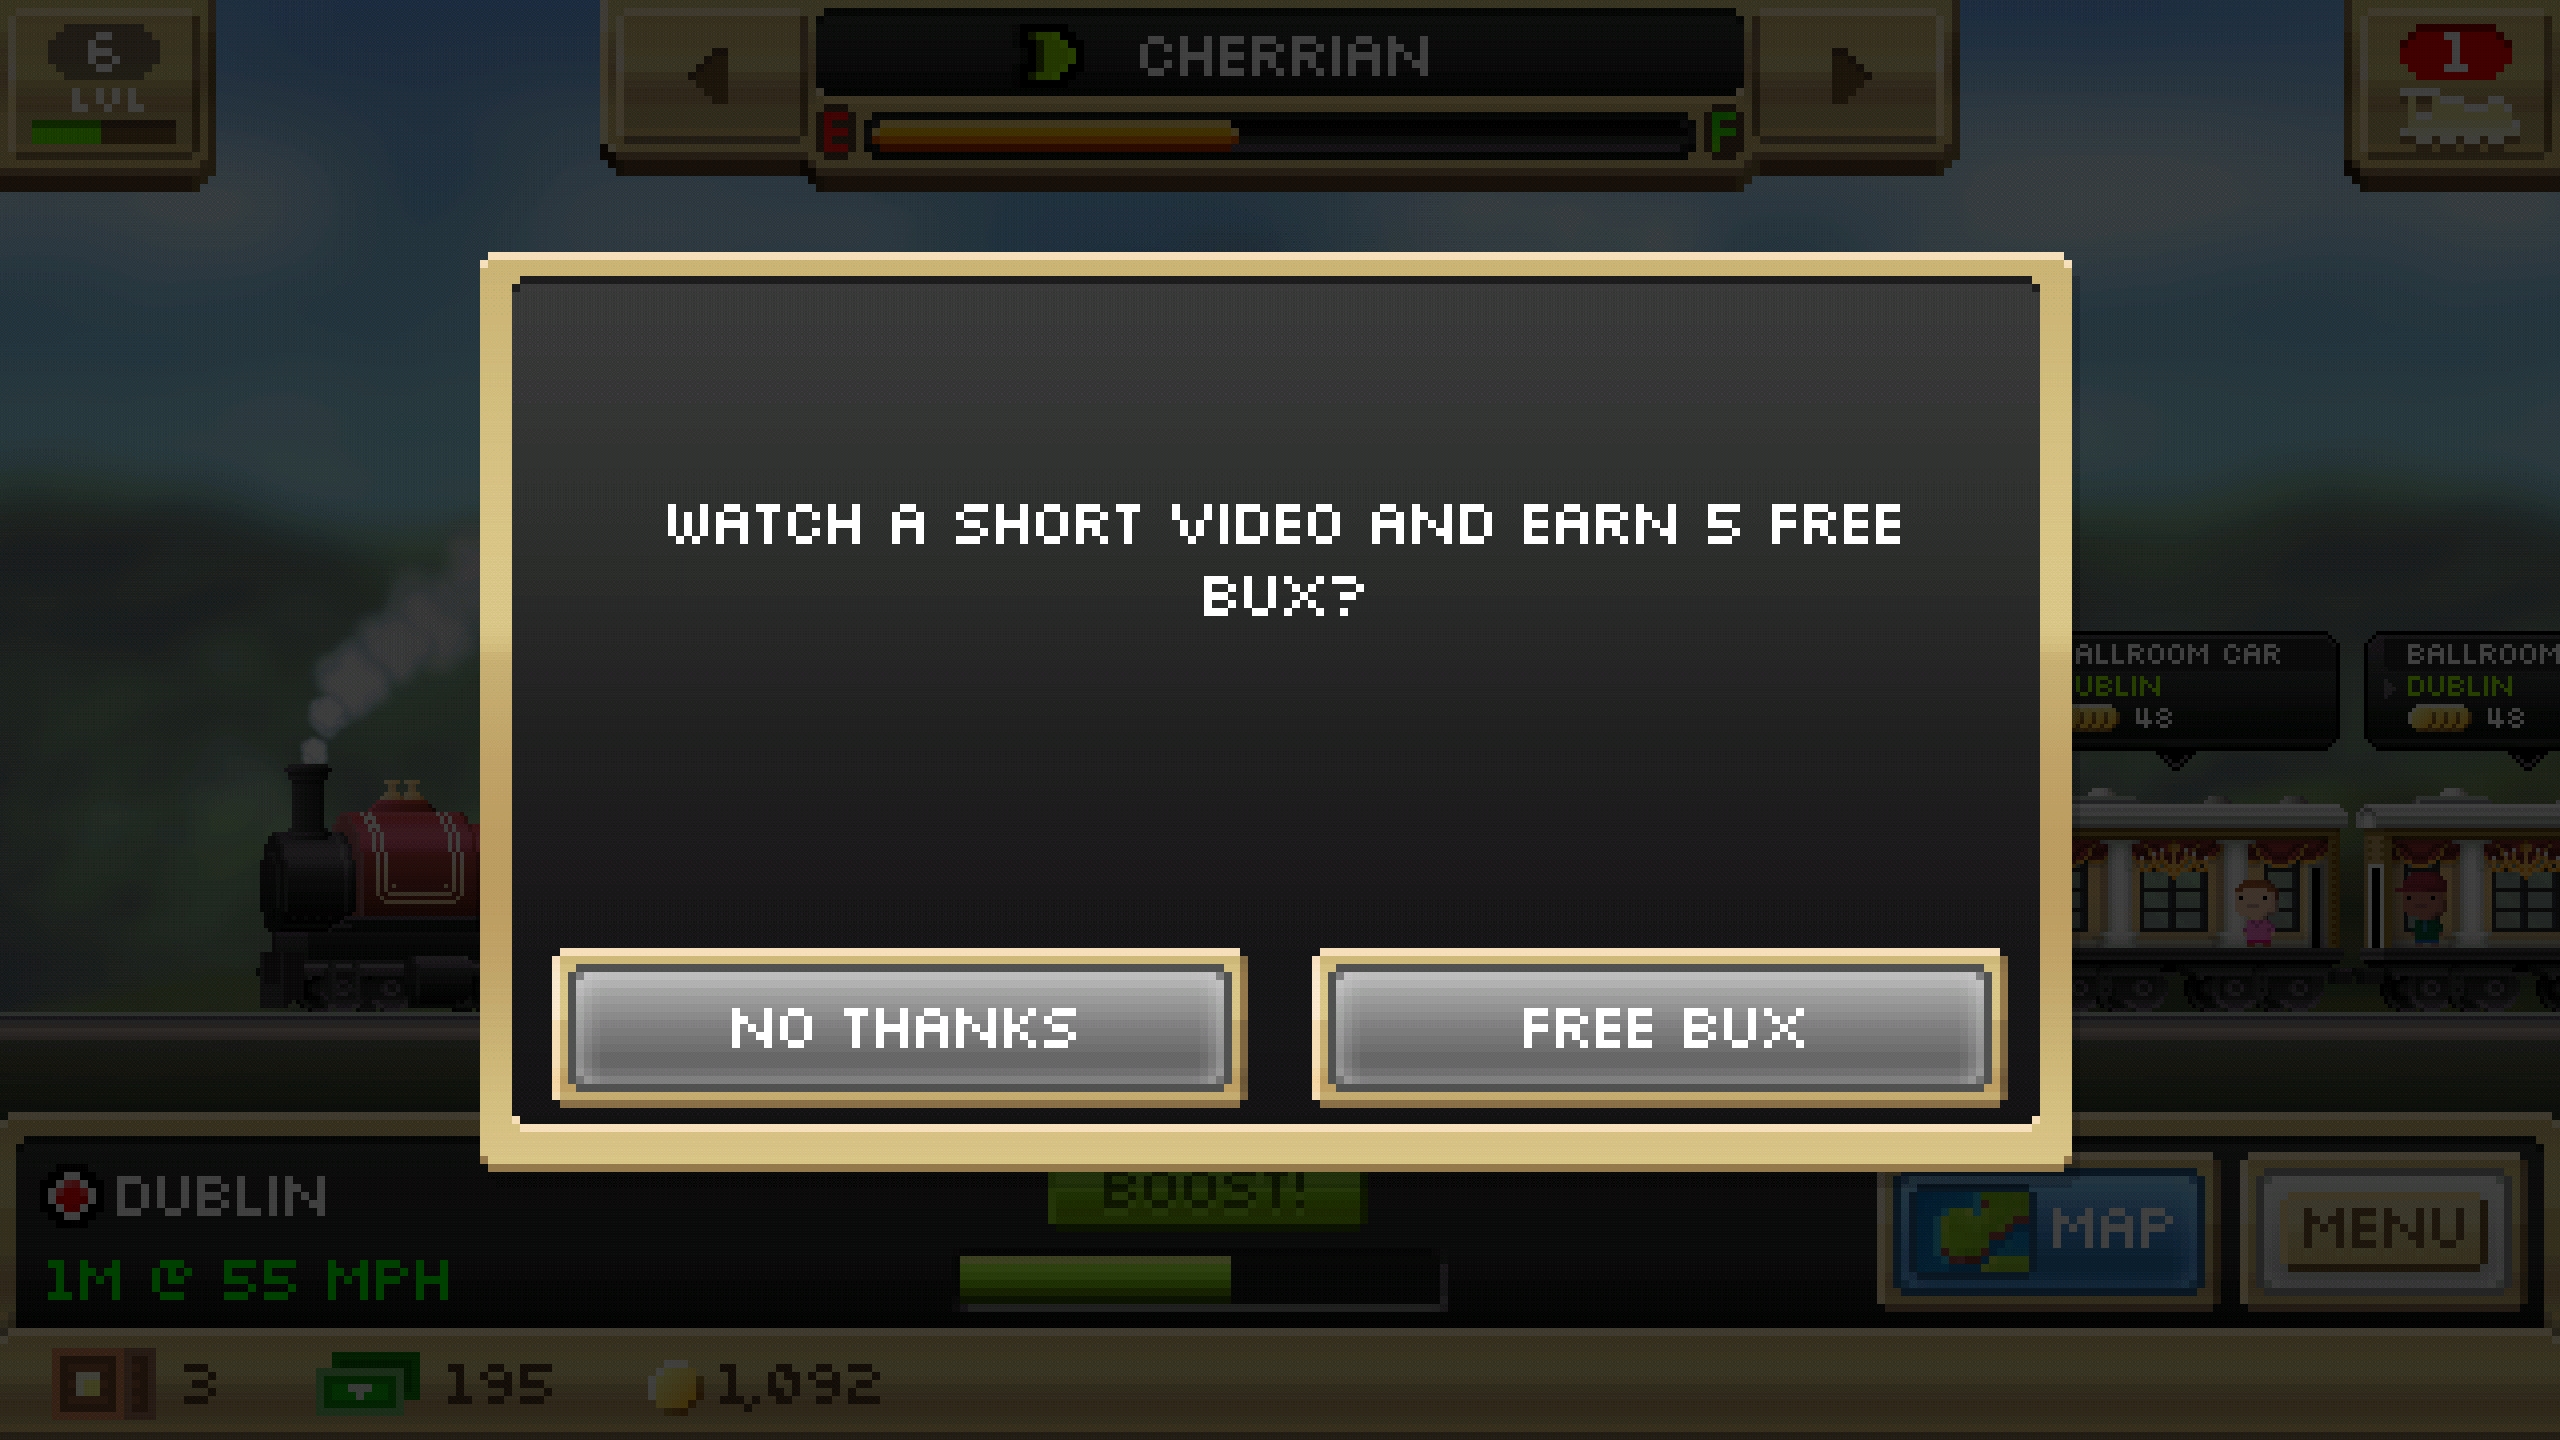 6
LVL
CHERRIAN
E F
1
WATCH A SHORT VIDEO AND EARN 5 FREE
BUX?
ALLROOM CAR
UBLIN
48
BALLROOM
DUBLIN
48
NO THANKS
FREE BUX
DUBLIN
1M @ 55 MPH
BOOST!
MAP
MENU
3
195
1,092